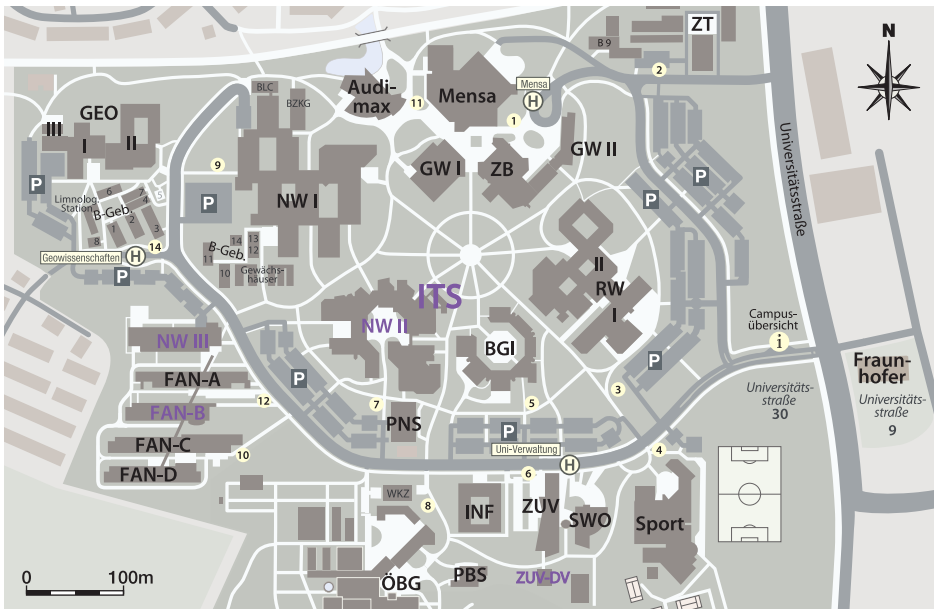 N
ZT
B 9
2
BLC
BZKG
Audi-
max
11
Mensa
Mensa
H
1
GEO
III
I
II
9
P
P
P
P
GW I
ZB
GW II
NW I
Universitätsstraße
Limnolog.
Station
B-Geb.
6
7
4
5
2
1
3
8
14
Geowissenschaften
H
P
B-Geb.
14
13
12
11
10
Gewächs-
häuser
II
RW
I
ITS
NW II
BGI
Campus-
übersicht
i
NW III
FAN-A
FAN-B
FAN-C
FAN-D
12
10
P
7
PNS
5
3
P
P
Uni-Verwaltung
H
4
6
Universitäts-
straße
30
Fraun-
hofer
Universitäts-
straße
9
WKZ
8
INF
ZUV
SWO
Sport
ÖBG
PBS
ZUV-DV
0
100m